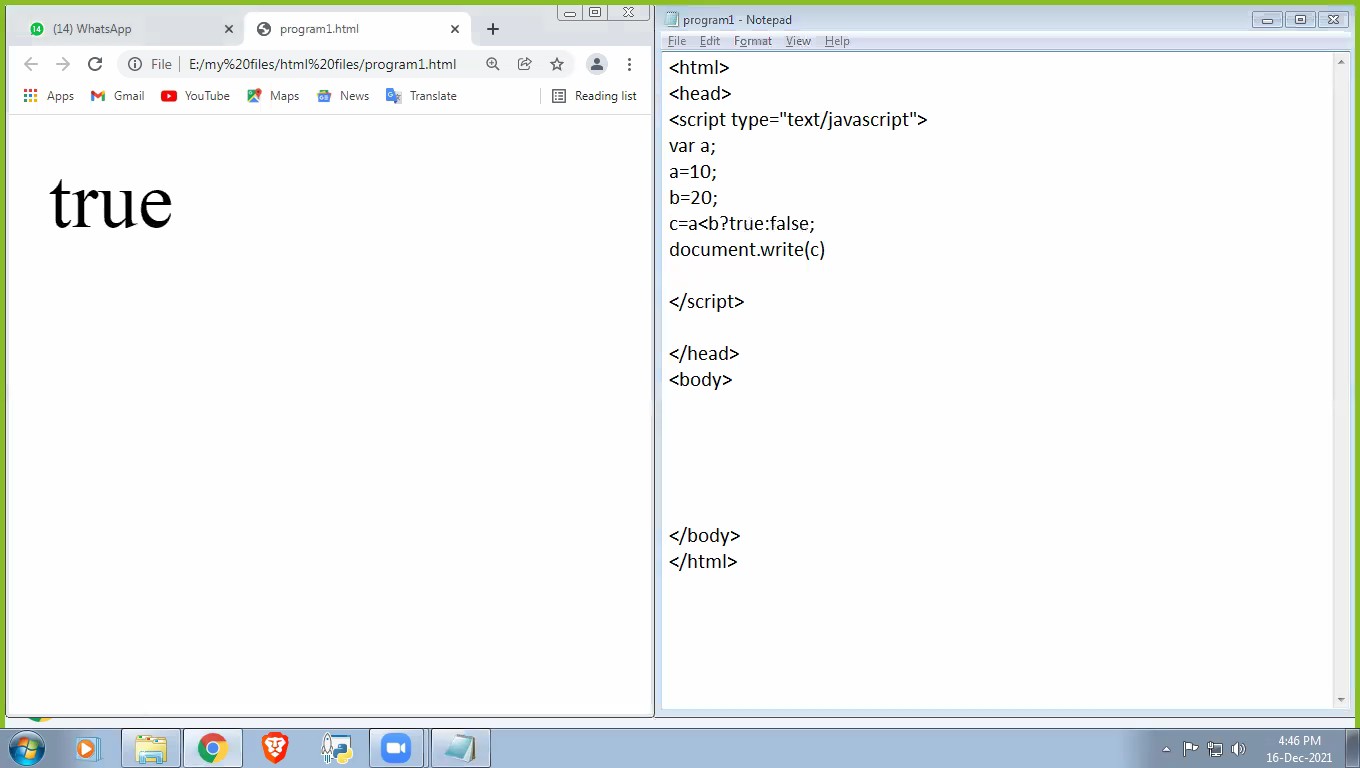 (14) WhatsApp
program1.html
File
E:/my%20files/html%20files/program1.html
Apps
Gmail
YouTube
Maps
News
Translate
Reading list
true
program1 - Notepad
File Edit Format View Help
<html>
<head>
<script type="text/javascript">
var a;
a=10;
b=20;
c=a<b?true:false;
document.write(c)
</script>
</head>
<body>
</body>
</html>
4:46 PM
16-Dec-2021